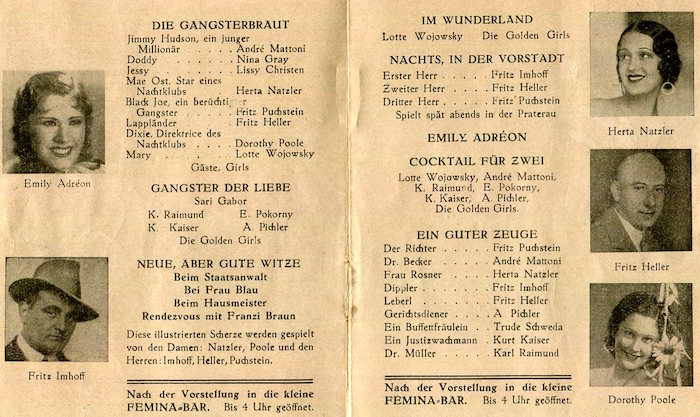 Emily Adréon
Fritz Imhoff
DIE GANGSTERBRAUT
Jimmy Hudson, ein junger
Millionär . . . . . André Mattoni
Doddy . . . . . Nina Gray
Jessy . . . . . Lissy Christen
Mae Ost, Star eines
Nachtklubs Herta Natzler
Black Joe, ein berüchtigter
Gangster . . . . Fritz Puchstein
Lappländer . . . . Fritz Heller
Dixie, Direktrice des
Nachtklubs . . . Dorothy Poole
Mary . . . . . Lotte Wojowsky
Gäste, Girls
GANGSTER DER LIEBE
Sari Gabor
K. Raimund E. Pokorny
K. Kaiser A. Pichler
Die Golden Girls
NEUE, ABER GUTE WITZE
Beim Staatsanwalt
Bei Frau Blau
Beim Hausmeister
Rendezvous mit Franzi Braun
Diese illustrierten Scherze werden gespielt
von den Damen: Natzler, Poole und den
Herren: Imhoff, Heller, Puchstein.
Nach der Vorstellung in die kleine
FEMINA=BAR. Bis 4 Uhr geöffnet.
IM WUNDERLAND
Lotte Wojowsky Die Golden Girls
NACHTS, IN DER VORSTADT
Erster Herr . . . . . Fritz Imhoff
Zweiter Herr . . . . Fritz Heller
Dritter Herr . . . . . Fritz Puchstein
Spielt spät abends in der Praterau
EMILY ADRÉON
COCKTAIL FÜR ZWEI
Lotte Wojowsky, André Mattoni,
K. Raimund, E. Pokorny,
K. Kaiser, A. Pichler,
Die Golden Girls.
EIN GUTER ZEUGE
Der Richter . . . . . Fritz Puchstein
Dr. Becker . . . . . André Mattoni
Frau Rosner . . . . Herta Natzler
Dippler . . . . . . . Fritz Imhoff
Leberl . . . . . . . Fritz Heller
Gerichtsdiener . . . . A. Pichler
Ein Buffettfräulein . . Trude Schweda
Ein Justizwachmann . Kurt Kaiser
Dr. Müller . . . . . Karl Raimund
Nach der Vorstellung in die kleine
FEMINA=BAR. Bis 4 Uhr geöffnet.
Herta Natzler
Fritz Heller
Dorothy Poole